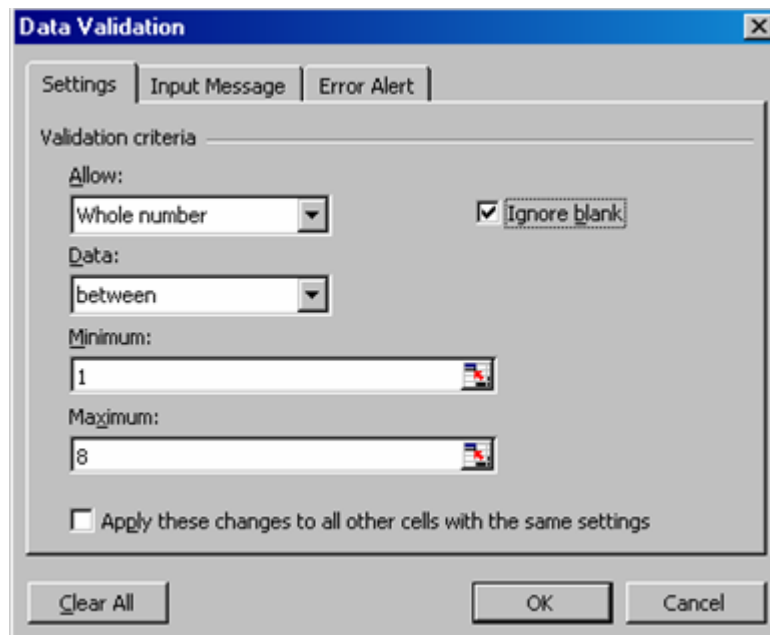 Data Validation
Settings Input Message Error Alert
Validation criteria
Allow:
Whole number Ignore blank
Data:
between
Minimum:
1
Maximum:
8
Apply these changes to all other cells with the same settings
Clear All OK Cancel